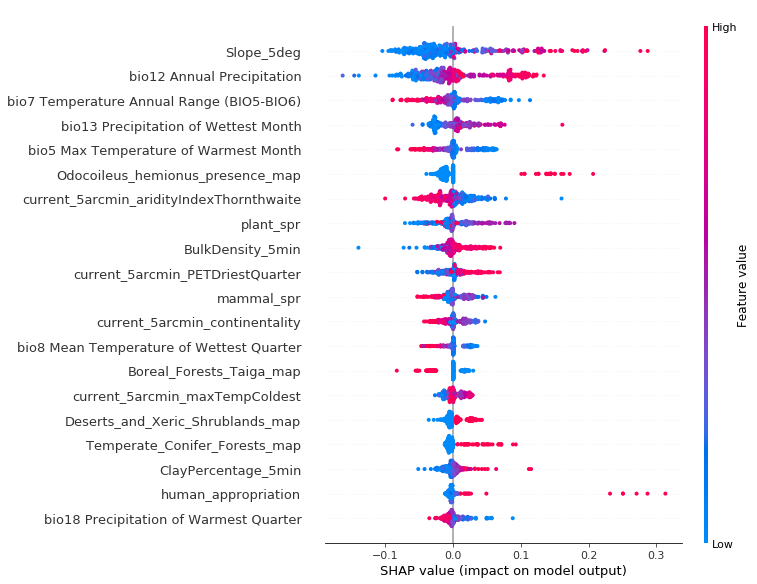 High
Slope_5deg
bio12 Annual Precipitation
bio7 Temperature Annual Range (BIO5-BIO6)
bio13 Precipitation of Wettest Month
bio5 Max Temperature of Warmest Month
Odocoileus_hemionus_presence_map
current_5arcmin_aridityIndexThornthwaite
plant_spr
BulkDensity_5min
current_5arcmin_PETDriestQuarter
mammal_spr
current_5arcmin_continentality
bio8 Mean Temperature of Wettest Quarter
Boreal_Forests_Taiga_map
current_5arcmin_maxTempColdest
Deserts_and_Xeric_Shrublands_map
Temperate_Conifer_Forests_map
ClayPercentage_5min
human_appropriation
bio18 Precipitation of Warmest Quarter
Feature value
Low
−0.1 0.0 0.1 0.2 0.3
SHAP value (impact on model output)